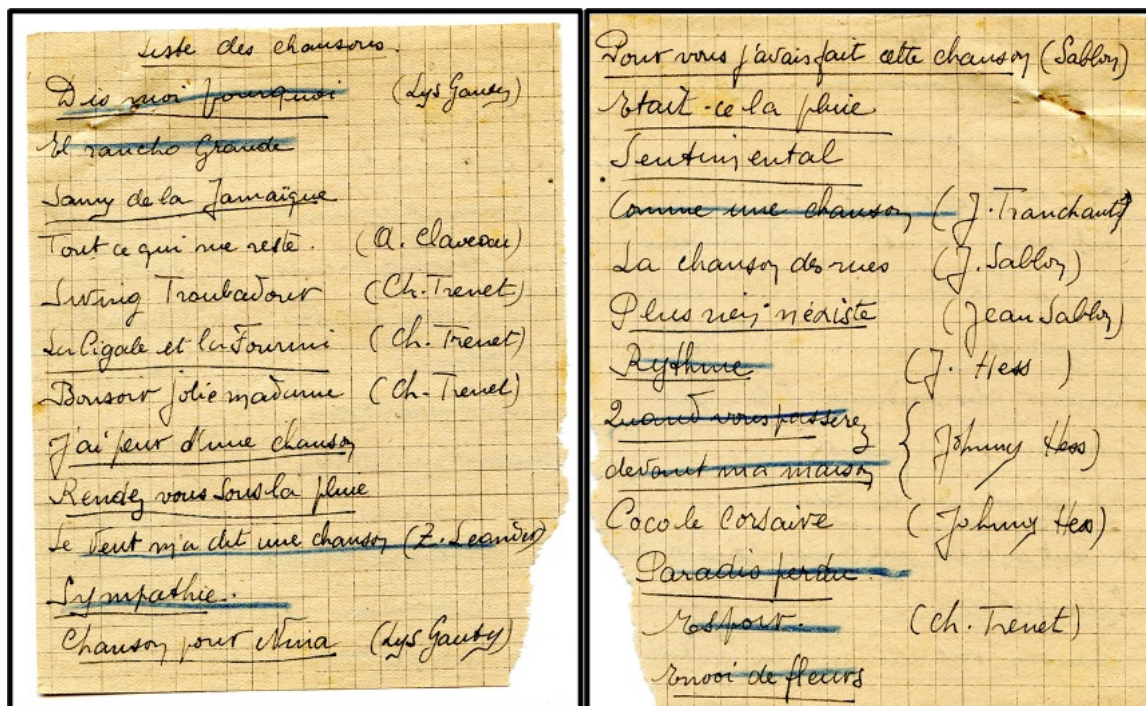 Liste des chansons.
Dis moi pourquoi (Lys Gauty)
El rancho Grande
Samy de la Jamaïque
Tout ce qui me reste. (A. Claveau)
Swing Troubadour (Ch. Trenet)
La Cigale et la Fourmi (Ch. Trenet)
Bonsoir jolie madame (Ch. Trenet)
J'ai peur d'une chanson
Rendez vous sous la pluie
Le Vent m'a dit une chanson (Z. Leander)
Sympathie.
Chanson pour Nina (Lys Gauty)
Pour vous j'avais fait cette chanson (Sablon)
Etait-ce la pluie
Sentimental
Comme une chanson (J. Tranchant)
La chanson des rues (J. Sablon)
Plus rien n'éxiste (Jean Sablon)
Rythme (J. Hess)
Quand vous passerez
devant ma maison { Johnny Hess)
Coco le Corsaire (Johnny Hess)
Paradis perdu.
Espoir. (Ch. Trenet)
Envoi de fleurs